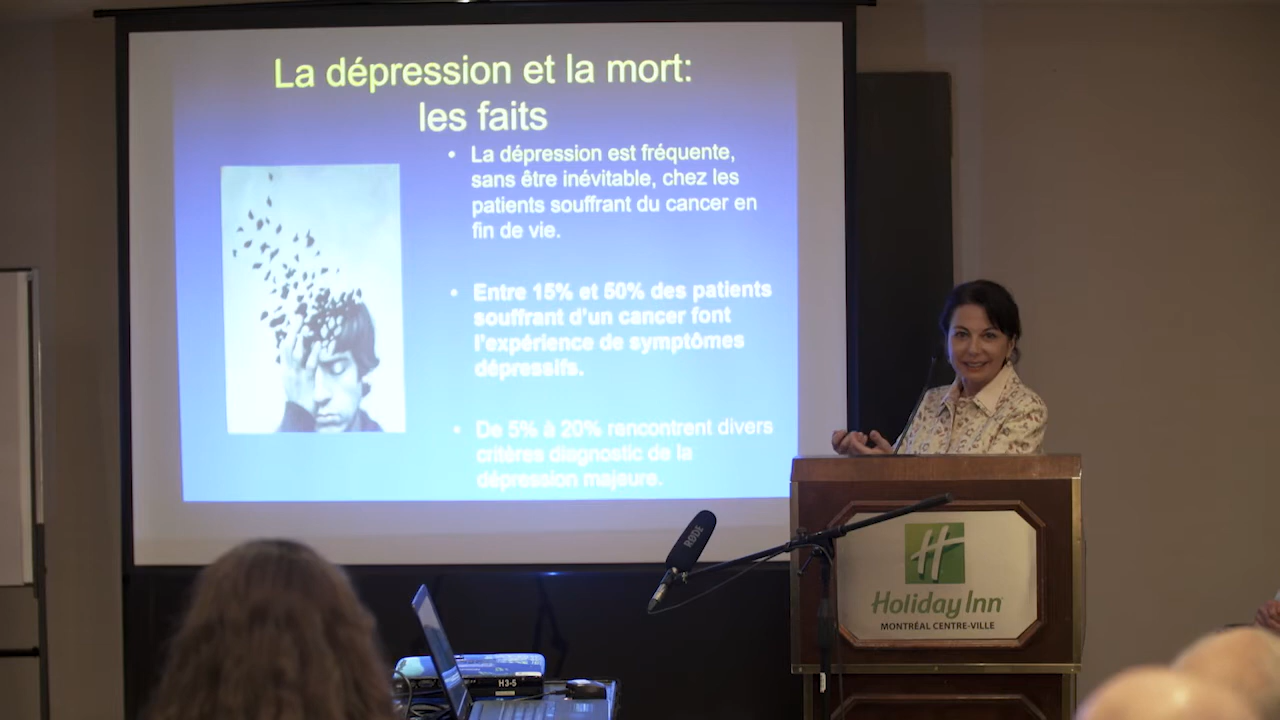 La dépression et la mort:
les faits
• La dépression est fréquente,
sans être inévitable, chez les
patients souffrant du cancer en
fin de vie.
• Entre 15% et 50% des patients
souffrant d'un cancer font
l'expérience de symptômes
dépressifs.
• De 5% à 20% rencontrent divers
critères diagnostic de la
dépression majeure.
RØDE
H
Holiday Inn
MONTRÉAL CENTRE-VILLE
H3-5